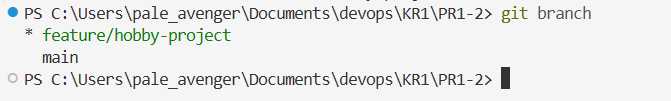 PS C:\Users\pale_avenger\Documents\devops\KR1\PR1-2> git branch
* feature/hobby-project
main
PS C:\Users\pale_avenger\Documents\devops\KR1\PR1-2>